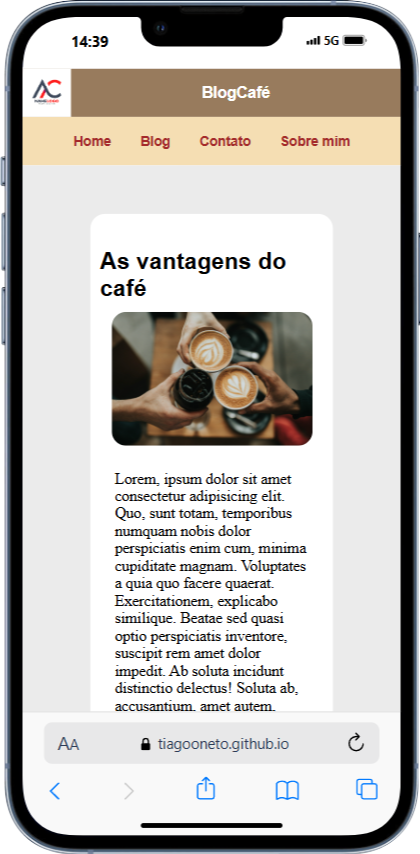 14:39
5G
AC
BlogCafé
Home Blog Contato Sobre mim
As vantagens do
café
Lorem, ipsum dolor sit amet
consectetur adipisicing elit.
Quo, sunt totam, temporibus
numquam nobis dolor
perspiciatis enim cum, minima
cupiditate magnam. Voluptates
a quia quo facere quaerat.
Exercitationem, explicabo
similique. Beatae sed quasi
optio perspiciatis inventore,
suscipit rem amet dolor
impedit. Ab soluta incidunt
distinctio delectus! Soluta ab,
accusantium, amet autem.
AA tiagooneto.github.io